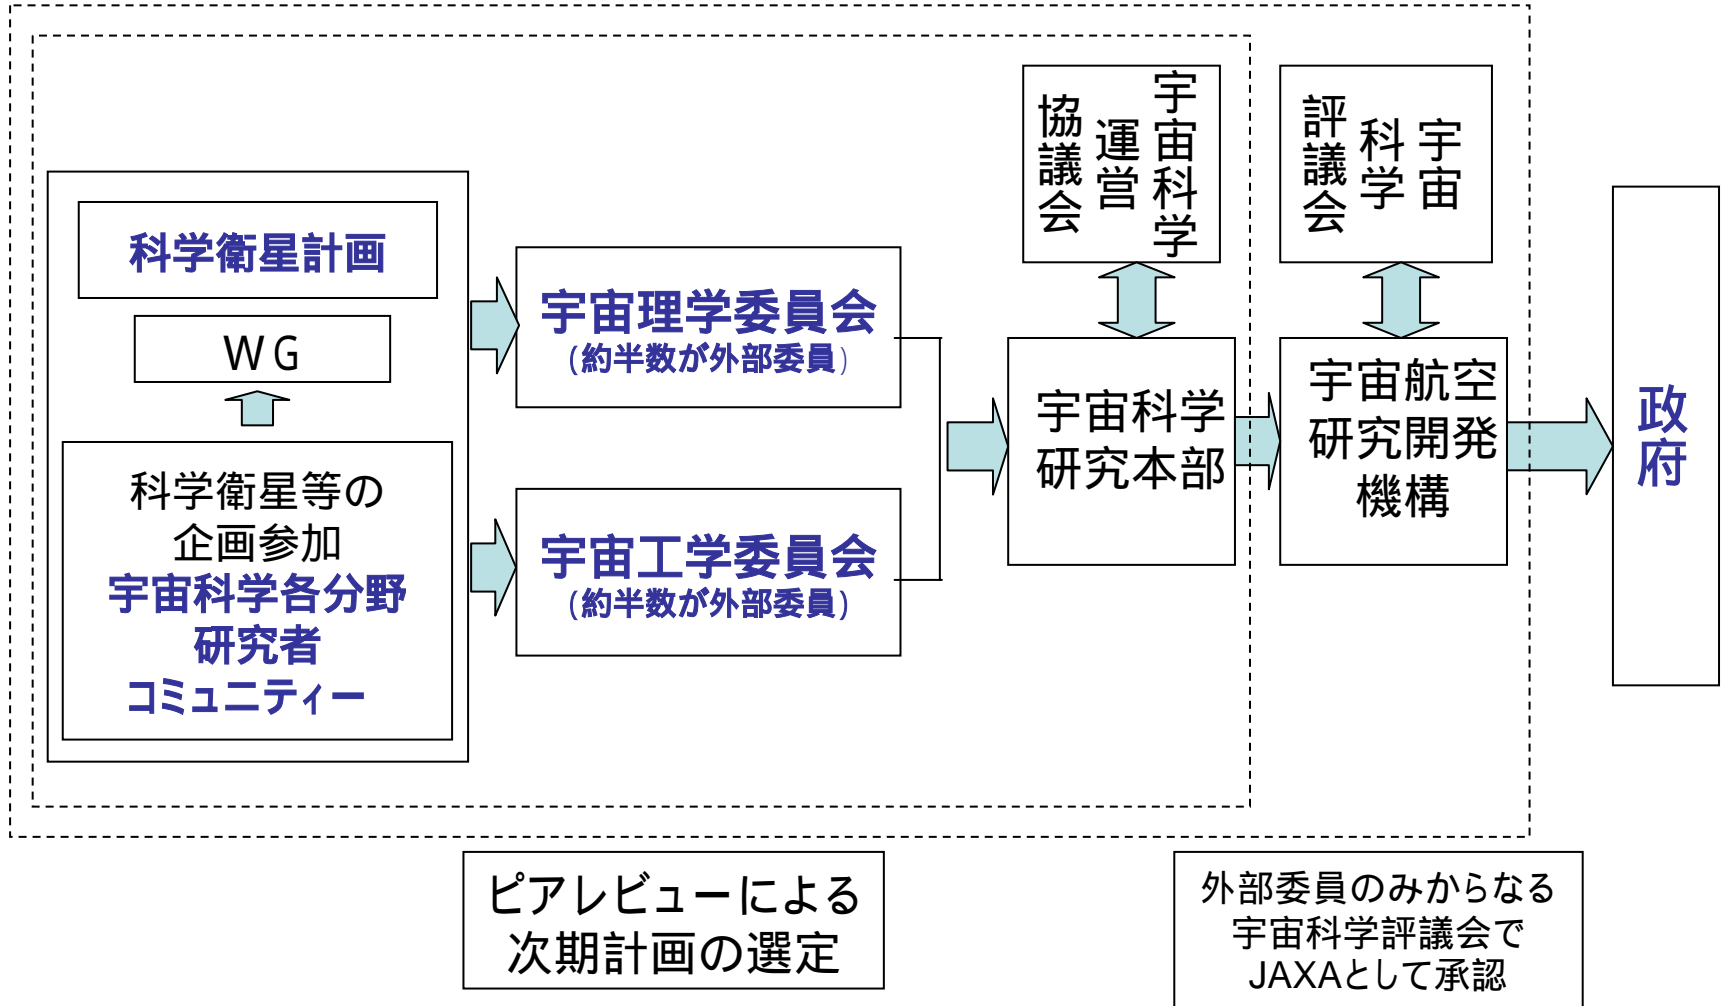 科学衛星計画
WG
科学衛星等の
企画参加
宇宙科学各分野
研究者
コミュニティー
宇宙理学委員会
(約半数が外部委員)
宇宙工学委員会
(約半数が外部委員)
宇宙科学
運営
協議会
宇宙科学
研究本部
宇宙
科学
評議会
宇宙航空
研究開発
機構
政府
ピアレビューによる
次期計画の選定
外部委員のみからなる
宇宙科学評議会で
JAXAとして承認